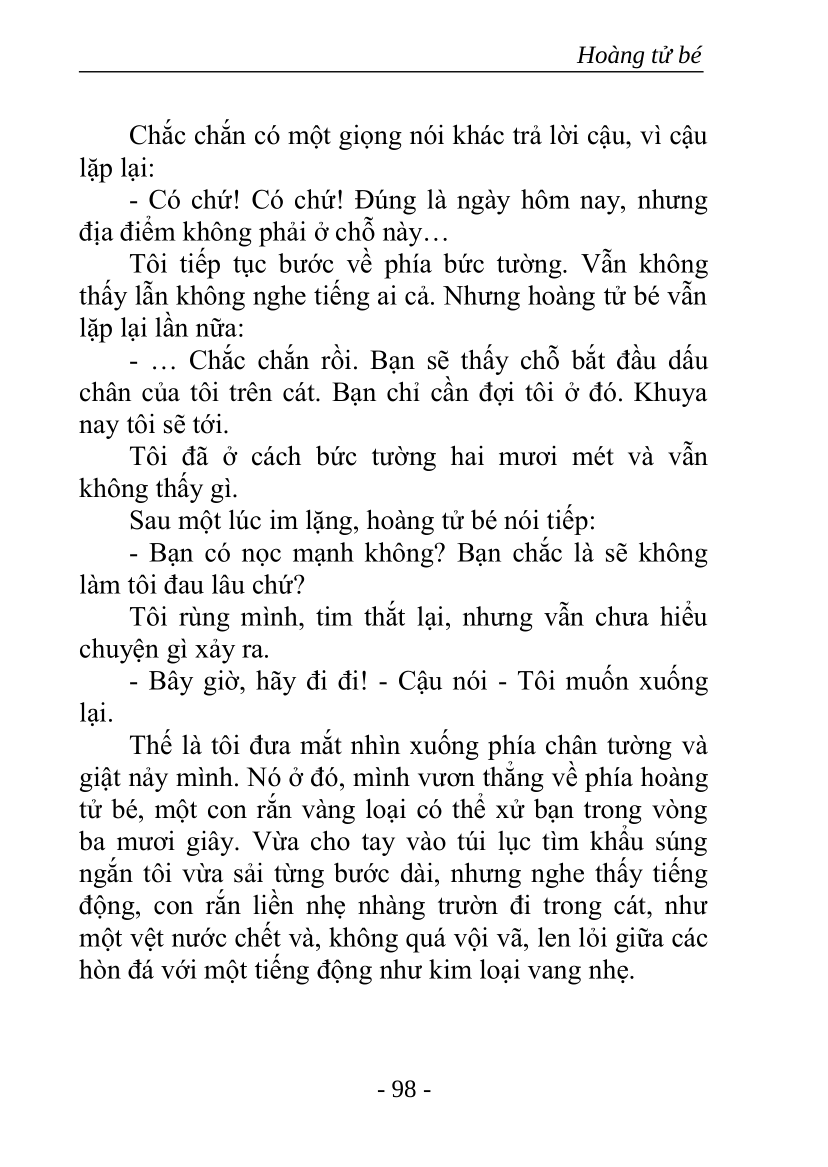 Hoàng tử bé
Chắc chắn có một giọng nói khác trả lời cậu, vì cậu
lặp lại:
- Có chứ! Có chứ! Đúng là ngày hôm nay, nhưng
địa điểm không phải ở chỗ này…
Tôi tiếp tục bước về phía bức tường. Vẫn không
thấy lẫn không nghe tiếng ai cả. Nhưng hoàng tử bé vẫn
lặp lại lần nữa:
- … Chắc chắn rồi. Bạn sẽ thấy chỗ bắt đầu dấu
chân của tôi trên cát. Bạn chỉ cần đợi tôi ở đó. Khuya
nay tôi sẽ tới.
Tôi đã ở cách bức tường hai mươi mét và vẫn
không thấy gì.
Sau một lúc im lặng, hoàng tử bé nói tiếp:
- Bạn có nọc mạnh không? Bạn chắc là sẽ không
làm tôi đau lâu chứ?
Tôi rùng mình, tim thắt lại, nhưng vẫn chưa hiểu
chuyện gì xảy ra.
- Bây giờ, hãy đi đi! - Cậu nói - Tôi muốn xuống
lại.
Thế là tôi đưa mắt nhìn xuống phía chân tường và
giật nảy mình. Nó ở đó, mình vươn thẳng về phía hoàng
tử bé, một con rắn vàng loại có thể xử bạn trong vòng
ba mươi giây. Vừa cho tay vào túi lục tìm khẩu súng
ngắn tôi vừa sải từng bước dài, nhưng nghe thấy tiếng
động, con rắn liền nhẹ nhàng trườn đi trong cát, như
một vệt nước chết và, không quá vội vã, len lỏi giữa các
hòn đá với một tiếng động như kim loại vang nhẹ.
- 98 -